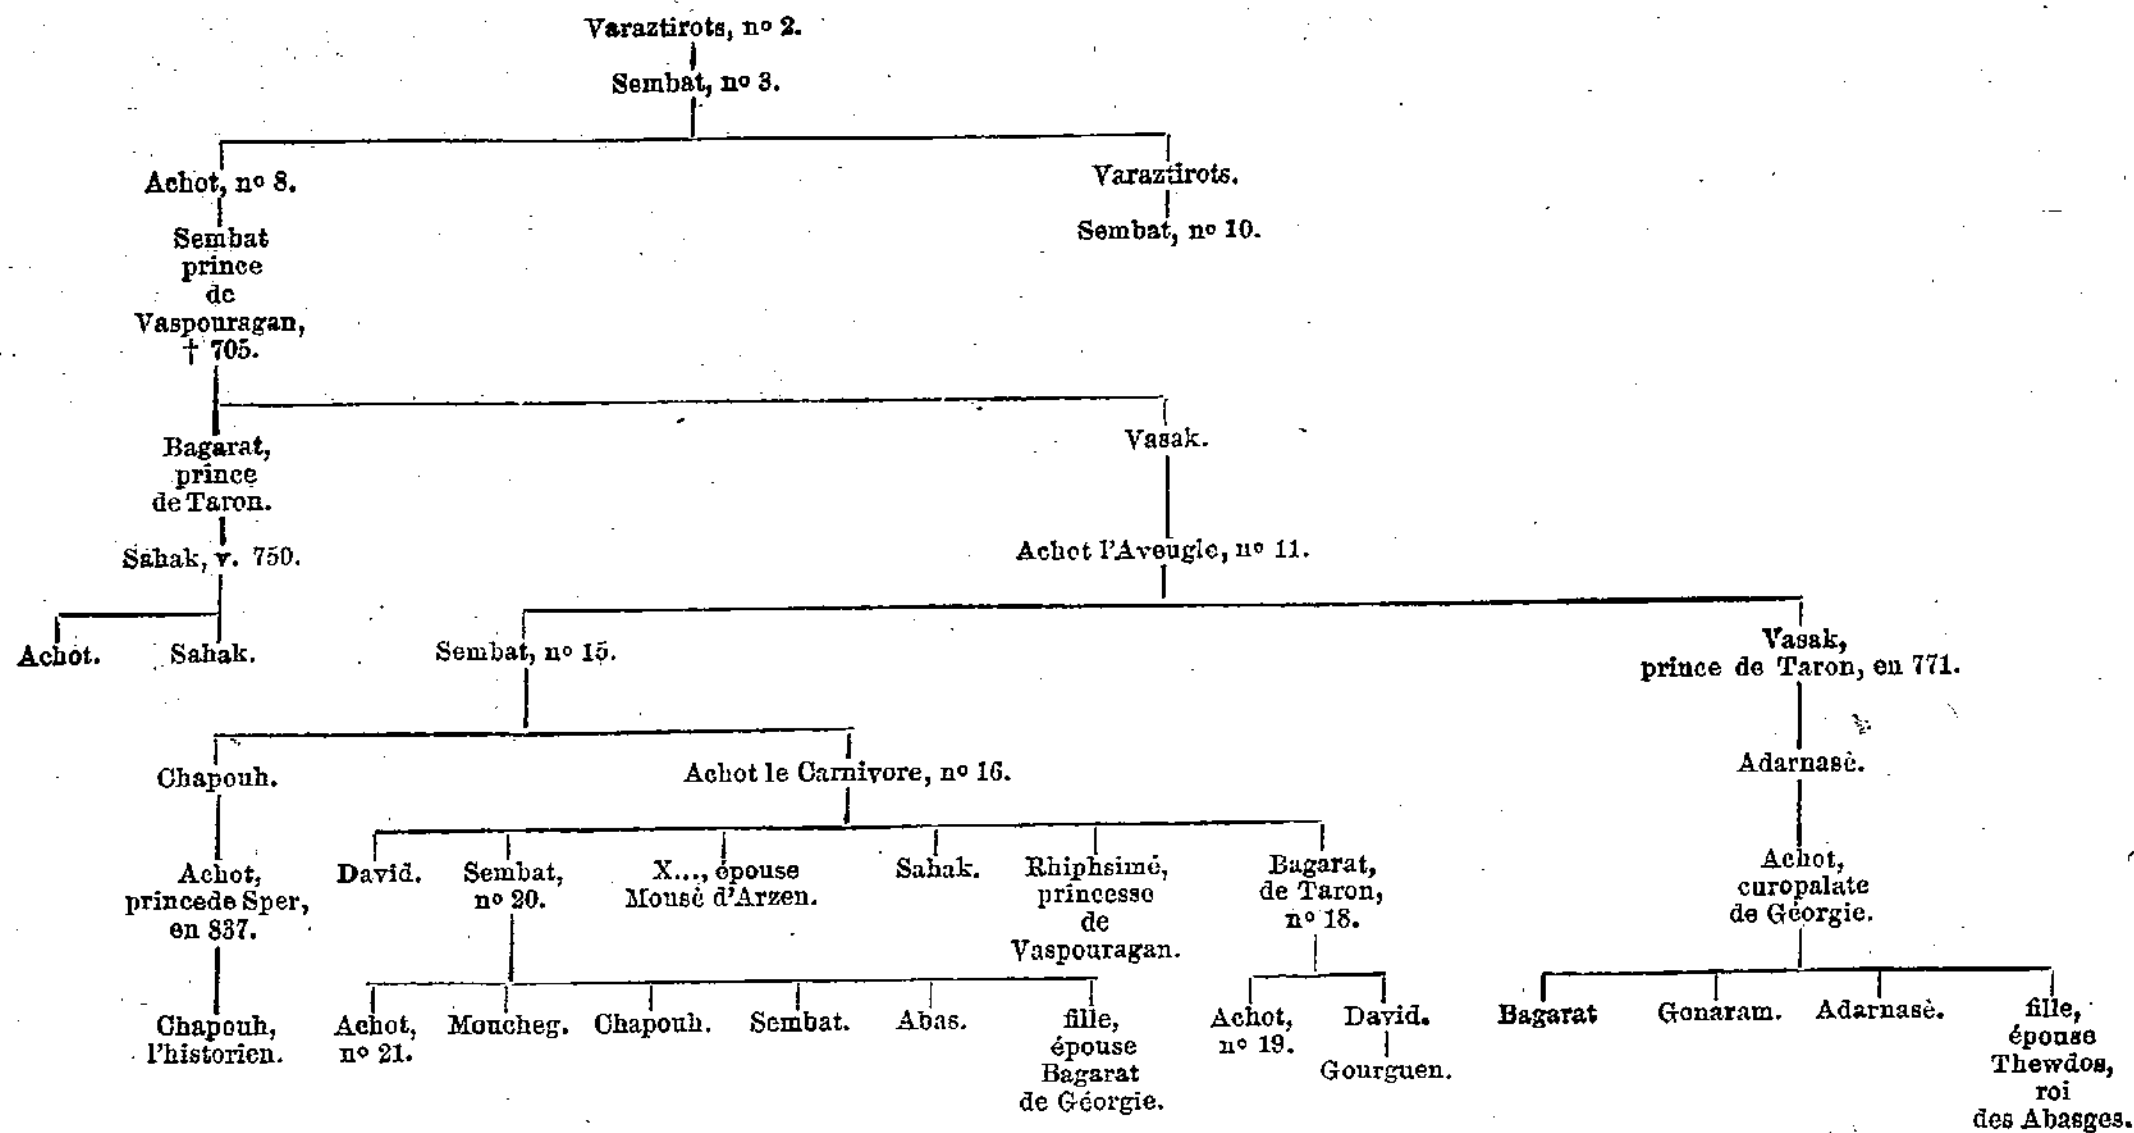 Varaztirots, nº 2.
Sembat, nº 3.
Achot, nº 8.
Varaztirots.
Sembat
prince
de
Vaspouragan,
† 705.
Sembat, nº 10.
Bagarat,
prince
de Taron.
Vasak.
Sahak, v. 750.
Achot l'Aveugle, nº 11.
Achot.
Sahak.
Sembat, nº 15.
Vasak,
prince de Taron, en 771.
Chapouh.
Achot le Carnivore, nº 16.
Adarnasè.
Achot,
prince de Sper,
en 837.
David.
Sembat,
nº 20.
X..., épouse
Mousè d'Arzen.
Sahak.
Rhiphsimé,
princesse
de
Vaspouragan.
Bagarat,
de Taron,
nº 18.
Achot,
curopalate
de Géorgie.
Chapouh,
l'historien.
Achot,
nº 21.
Moucheg.
Chapouh.
Sembat.
Abas.
fille,
épouse
Bagarat
de Géorgie.
Achot,
nº 19.
David.
Gourguen.
Bagarat
Gonaram.
Adarnasè.
fille,
épouse
Thewdos,
roi
des Abasges.